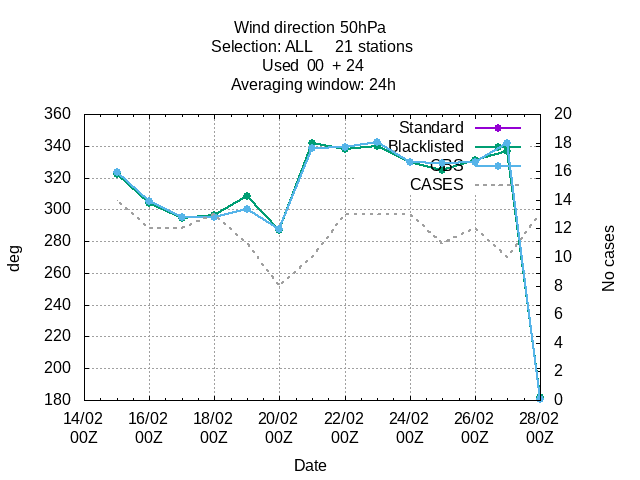 Wind direction 50hPa
Selection: ALL     21 stations
Used  00  + 24
Averaging window: 24h
360
340
320
300
280
260
240
220
200
180
20
18
16
14
12
10
8
6
4
2
0
Standard
Blacklisted
OBS
CASES
deg
No cases
14/02 16/02 18/02 20/02 22/02 24/02 26/02 28/02
00Z 00Z 00Z 00Z 00Z 00Z 00Z 00Z
Date